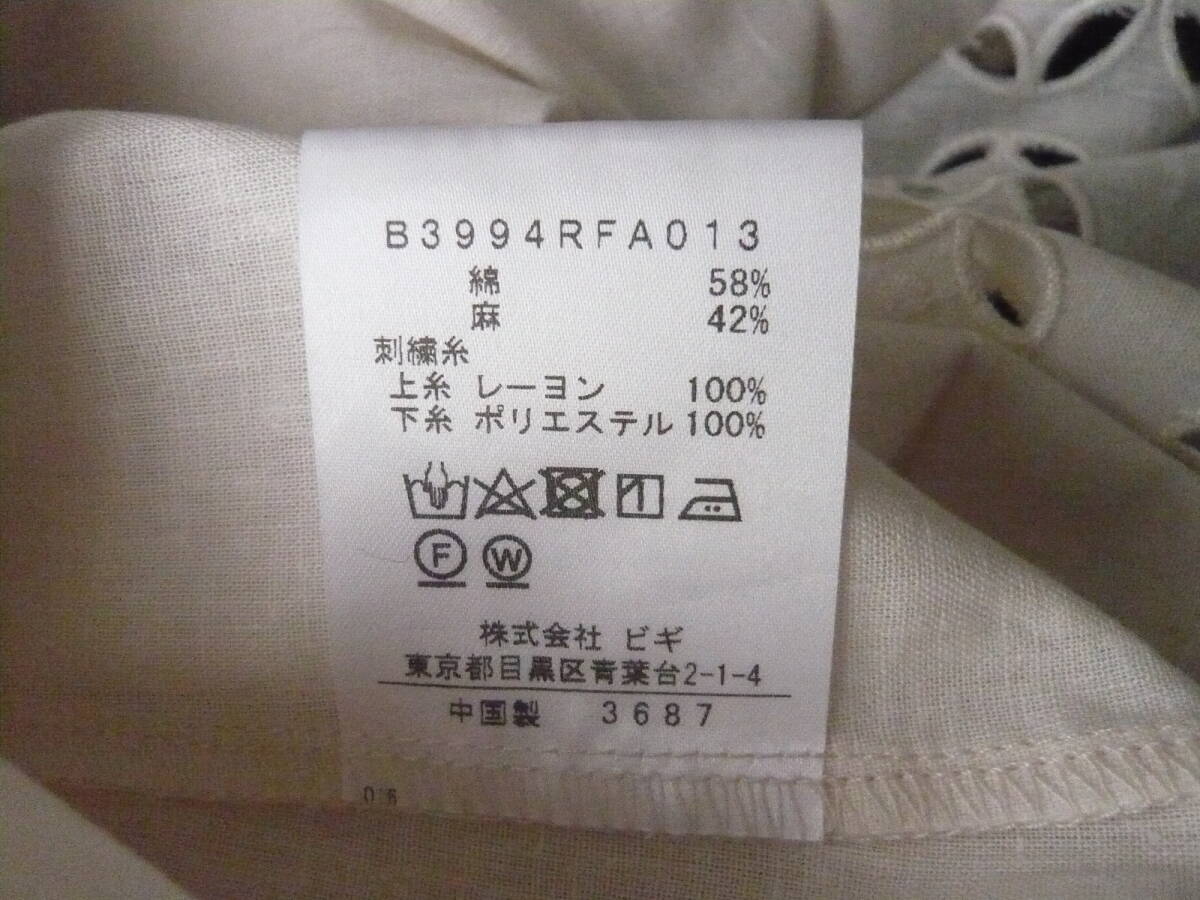 B3994RFA013
綿 58%
麻 42%
刺繍糸
上糸 レーヨン 100%
下糸 ポリエステル 100%
F W
株式会社 ビギ
東京都目黒区青葉台2-1-4
中国製 3687